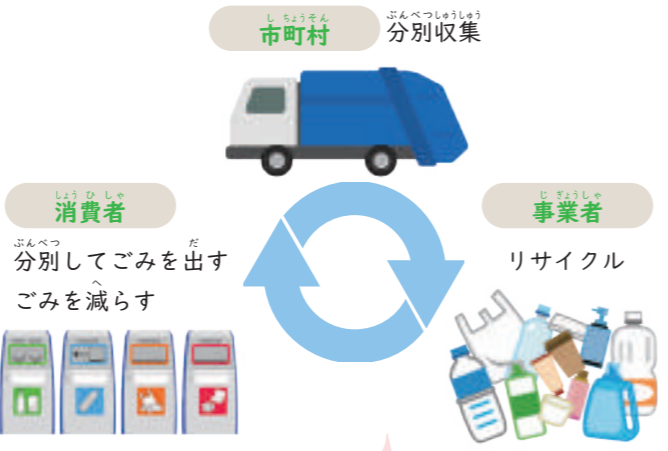 市町村
分別収集
消費者
分別してごみを出す
ごみを減らす
事業者
リサイクル